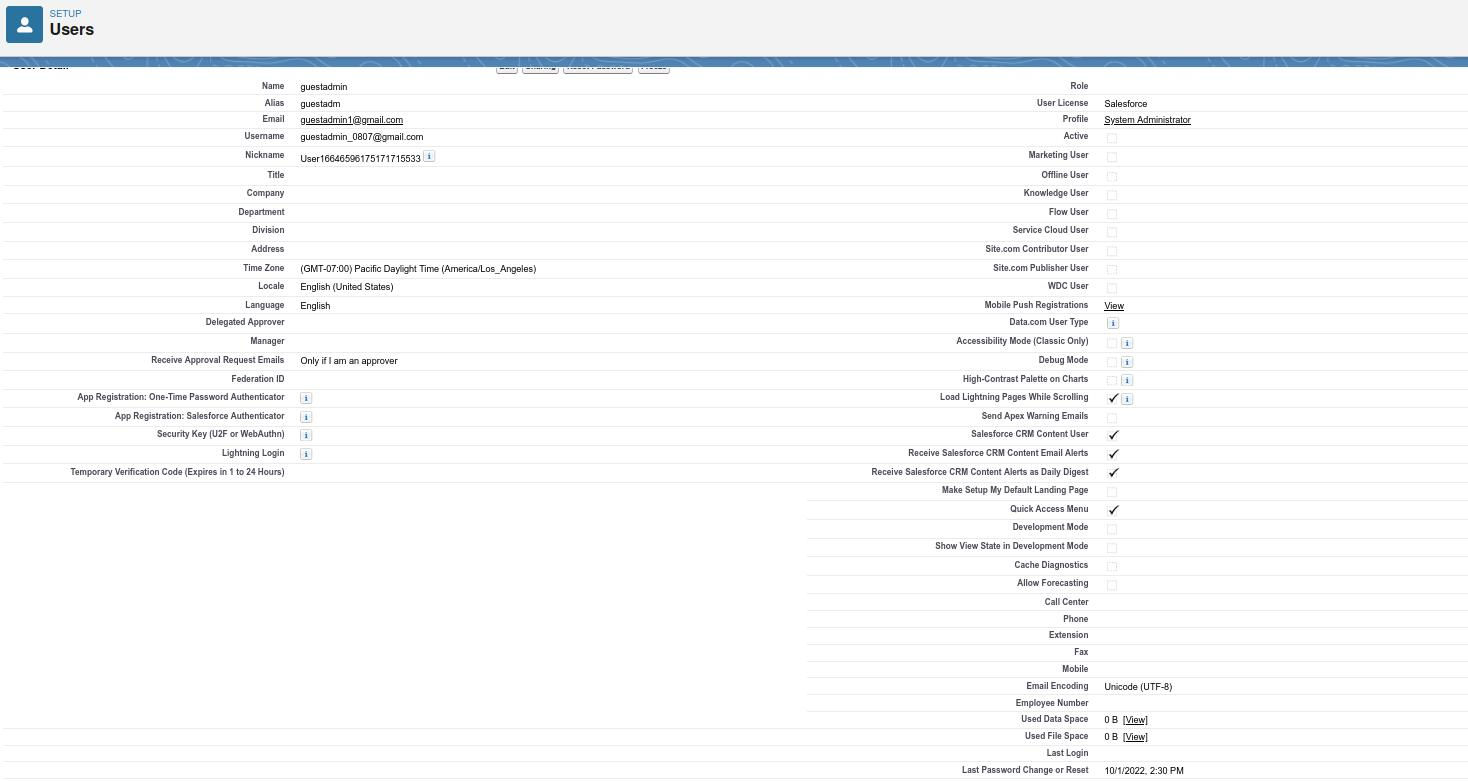 SETUP
Users
User Detail
Edit Sharing Reset Password Freeze
Name guestadmin
Role
Alias guestadm
User License Salesforce
Email guestadmin1@gmail.com
Profile System Administrator
Username guestadmin_0807@gmail.com
Active
Nickname User16646596175171715533 i
Marketing User
Title
Offline User
Company
Knowledge User
Department
Flow User
Division
Service Cloud User
Address
Site.com Contributor User
Time Zone (GMT-07:00) Pacific Daylight Time (America/Los_Angeles)
Site.com Publisher User
Locale English (United States)
WDC User
Language English
Mobile Push Registrations View
Delegated Approver
Data.com User Type i
Manager
Accessibility Mode (Classic Only) i
Receive Approval Request Emails Only if I am an approver
Debug Mode i
Federation ID
High-Contrast Palette on Charts i
App Registration: One-Time Password Authenticator i
Load Lightning Pages While Scrolling i
App Registration: Salesforce Authenticator i
Send Apex Warning Emails
Security Key (U2F or WebAuthn) i
Salesforce CRM Content User
Lightning Login i
Receive Salesforce CRM Content Email Alerts
Temporary Verification Code (Expires in 1 to 24 Hours)
Receive Salesforce CRM Content Alerts as Daily Digest
Make Setup My Default Landing Page
Quick Access Menu
Development Mode
Show View State in Development Mode
Cache Diagnostics
Allow Forecasting
Call Center
Phone
Extension
Fax
Mobile
Email Encoding Unicode (UTF-8)
Employee Number
Used Data Space 0 B [View]
Used File Space 0 B [View]
Last Login
Last Password Change or Reset 10/1/2022, 2:30 PM